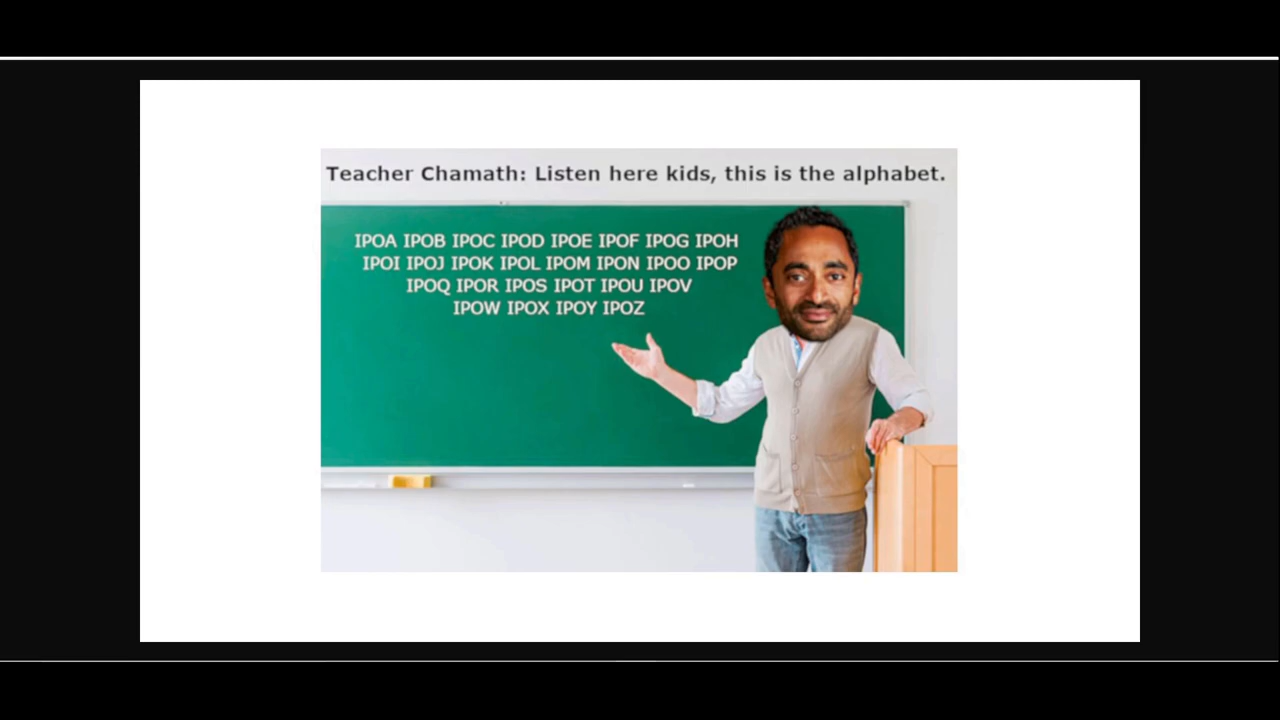 Teacher Chamath: Listen here kids, this is the alphabet.
IPOA IPOB IPOC IPOD IPOE IPOF IPOG IPOH
IPOI IPOJ IPOK IPOL IPOM IPON IPOO IPOP
IPOQ IPOR IPOS IPOT IPOU IPOV
IPOW IPOX IPOY IPOZ